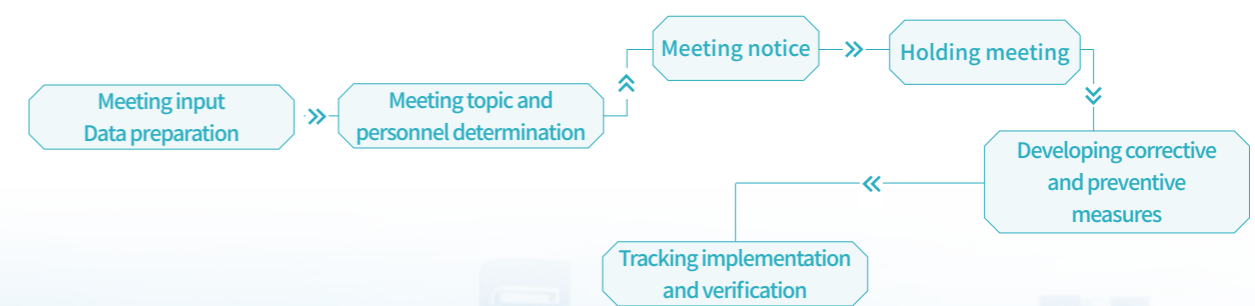 Meeting input
Data preparation
Meeting topic and
personnel determination
Meeting notice
Holding meeting
Developing corrective
and preventive
measures
Tracking implementation
and verification